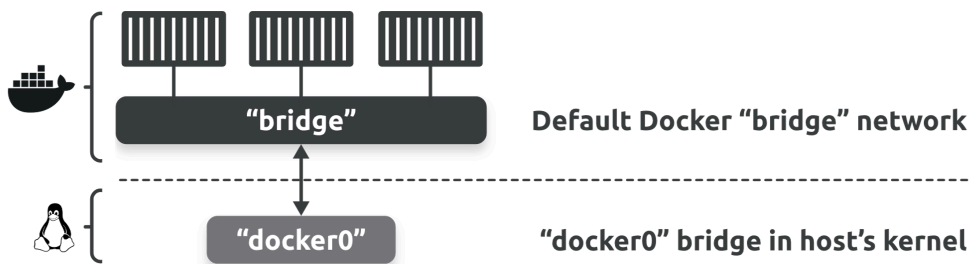 “bridge”
Default Docker “bridge” network
“docker0”
“docker0” bridge in host’s kernel